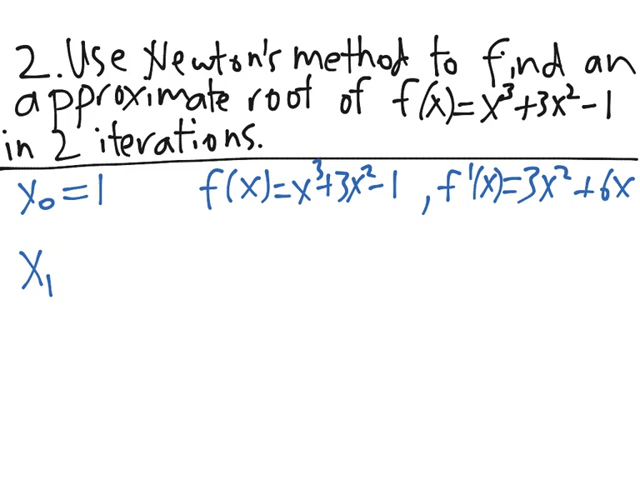 2. Use Newton's method to find an
approximate root of f(x)=x³+3x²-1
in 2 iterations.
x₀=1 f(x)=x³+3x²-1, f'(x)=3x²+6x
x₁